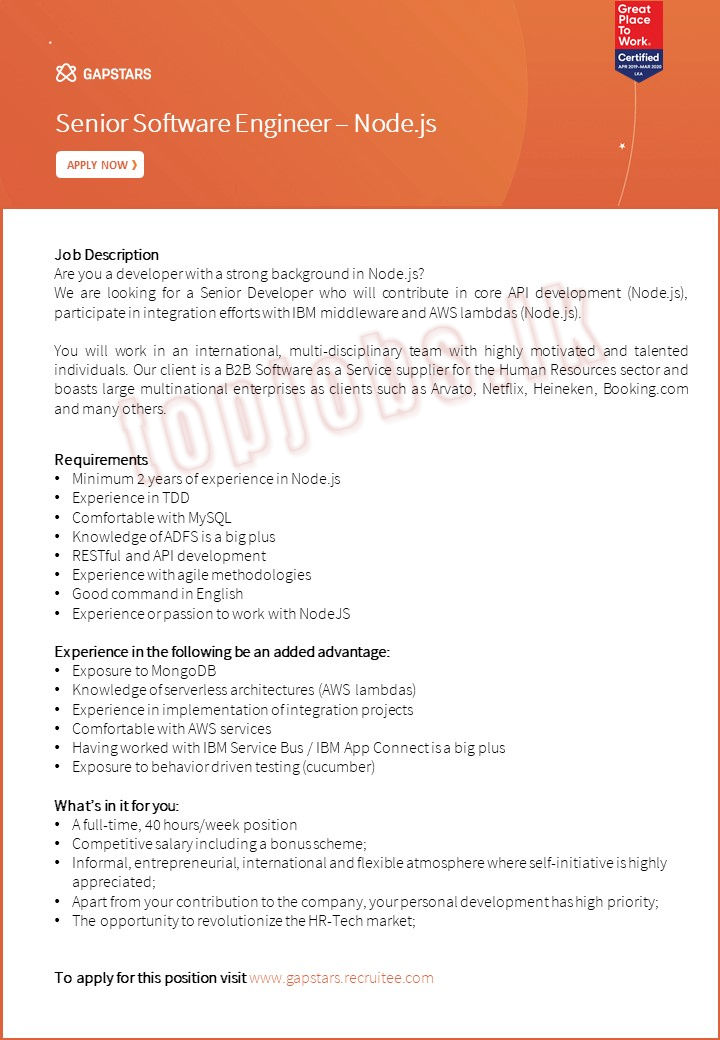 Great
Place
To
Work.
Certified
APR 2019-MAR 2020
LKA
GAPSTARS
Senior Software Engineer – Node.js
APPLY NOW ❯
Job Description
Are you a developer with a strong background in Node.js?
We are looking for a Senior Developer who will contribute in core API development (Node.js),
participate in integration efforts with IBM middleware and AWS lambdas (Node.js).
You will work in an international, multi-disciplinary team with highly motivated and talented
individuals. Our client is a B2B Software as a Service supplier for the Human Resources sector and
boasts large multinational enterprises as clients such as Arvato, Netflix, Heineken, Booking.com
and many others.
topjobs.lk
Requirements
• Minimum 2 years of experience in Node.js
• Experience in TDD
• Comfortable with MySQL
• Knowledge of ADFS is a big plus
• RESTful and API development
• Experience with agile methodologies
• Good command in English
• Experience or passion to work with NodeJS
Experience in the following be an added advantage:
• Exposure to MongoDB
• Knowledge of serverless architectures (AWS lambdas)
• Experience in implementation of integration projects
• Comfortable with AWS services
• Having worked with IBM Service Bus / IBM App Connect is a big plus
• Exposure to behavior driven testing (cucumber)
What's in it for you:
• A full-time, 40 hours/week position
• Competitive salary including a bonus scheme;
• Informal, entrepreneurial, international and flexible atmosphere where self-initiative is highly
appreciated;
• Apart from your contribution to the company, your personal development has high priority;
• The opportunity to revolutionize the HR-Tech market;
To apply for this position visit www.gapstars.recruitee.com